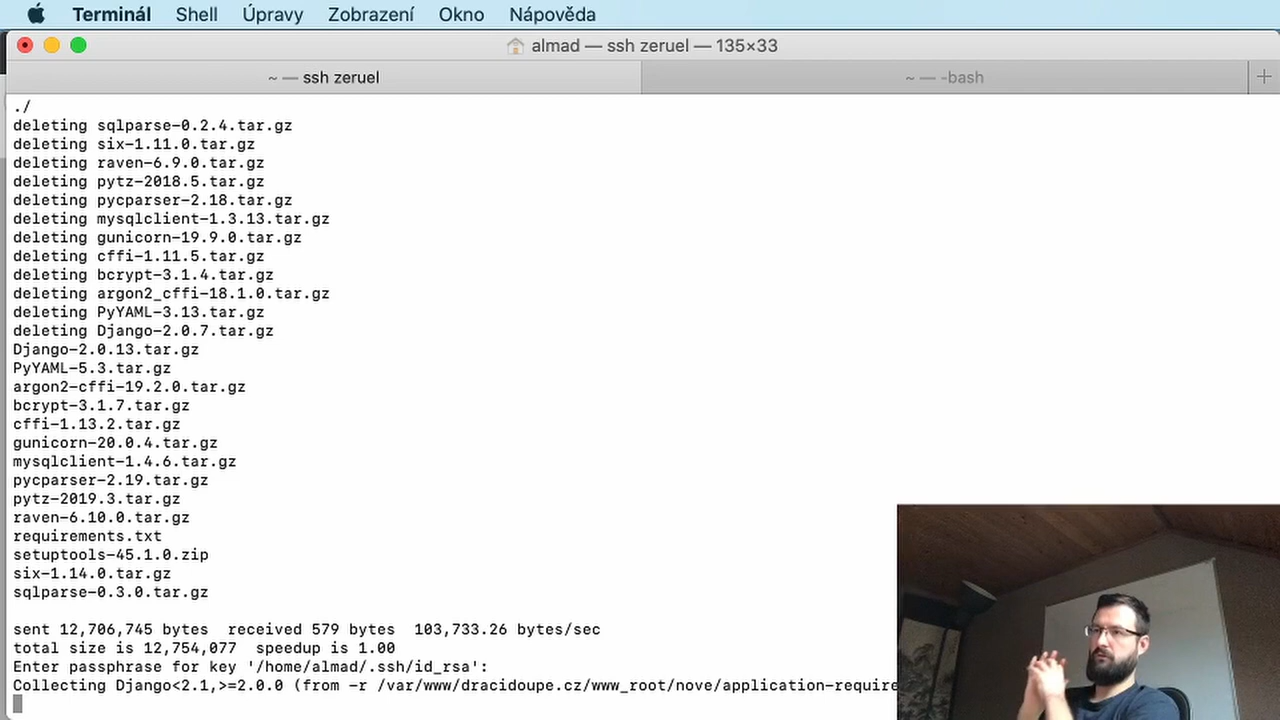 Terminál Shell Úpravy Zobrazení Okno Nápověda
almad — ssh zeruel — 135×33
~ — ssh zeruel ~ — -bash +
./
deleting sqlparse-0.2.4.tar.gz
deleting six-1.11.0.tar.gz
deleting raven-6.9.0.tar.gz
deleting pytz-2018.5.tar.gz
deleting pycparser-2.18.tar.gz
deleting mysqlclient-1.3.13.tar.gz
deleting gunicorn-19.9.0.tar.gz
deleting cffi-1.11.5.tar.gz
deleting bcrypt-3.1.4.tar.gz
deleting argon2_cffi-18.1.0.tar.gz
deleting PyYAML-3.13.tar.gz
deleting Django-2.0.7.tar.gz
Django-2.0.13.tar.gz
PyYAML-5.3.tar.gz
argon2-cffi-19.2.0.tar.gz
bcrypt-3.1.7.tar.gz
cffi-1.13.2.tar.gz
gunicorn-20.0.4.tar.gz
mysqlclient-1.4.6.tar.gz
pycparser-2.19.tar.gz
pytz-2019.3.tar.gz
raven-6.10.0.tar.gz
requirements.txt
setuptools-45.1.0.zip
six-1.14.0.tar.gz
sqlparse-0.3.0.tar.gz
sent 12,706,745 bytes received 579 bytes 103,733.26 bytes/sec
total size is 12,754,077 speedup is 1.00
Enter passphrase for key '/home/almad/.ssh/id_rsa':
Collecting Django<2.1,>=2.0.0 (from -r /var/www/dracidoupe.cz/www_root/nove/application-require